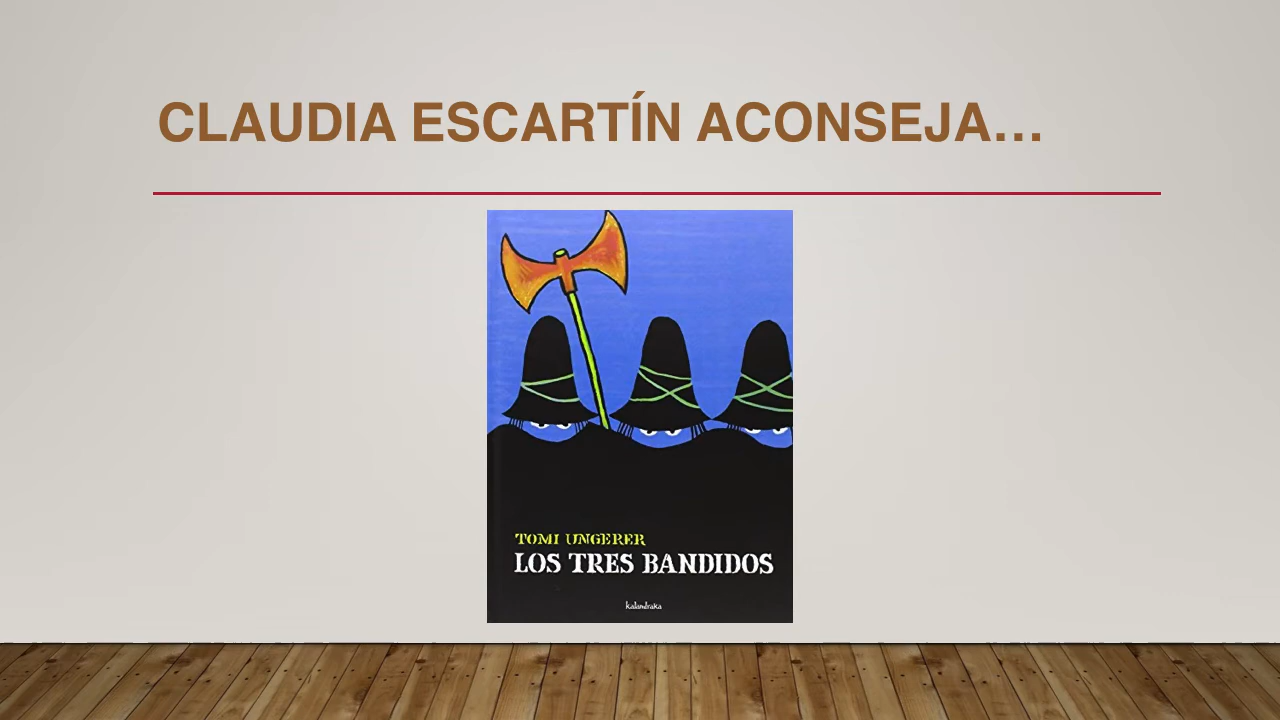 CLAUDIA ESCARTÍN ACONSEJA…
TOMI UNGERER
LOS TRES BANDIDOS
kalandraka